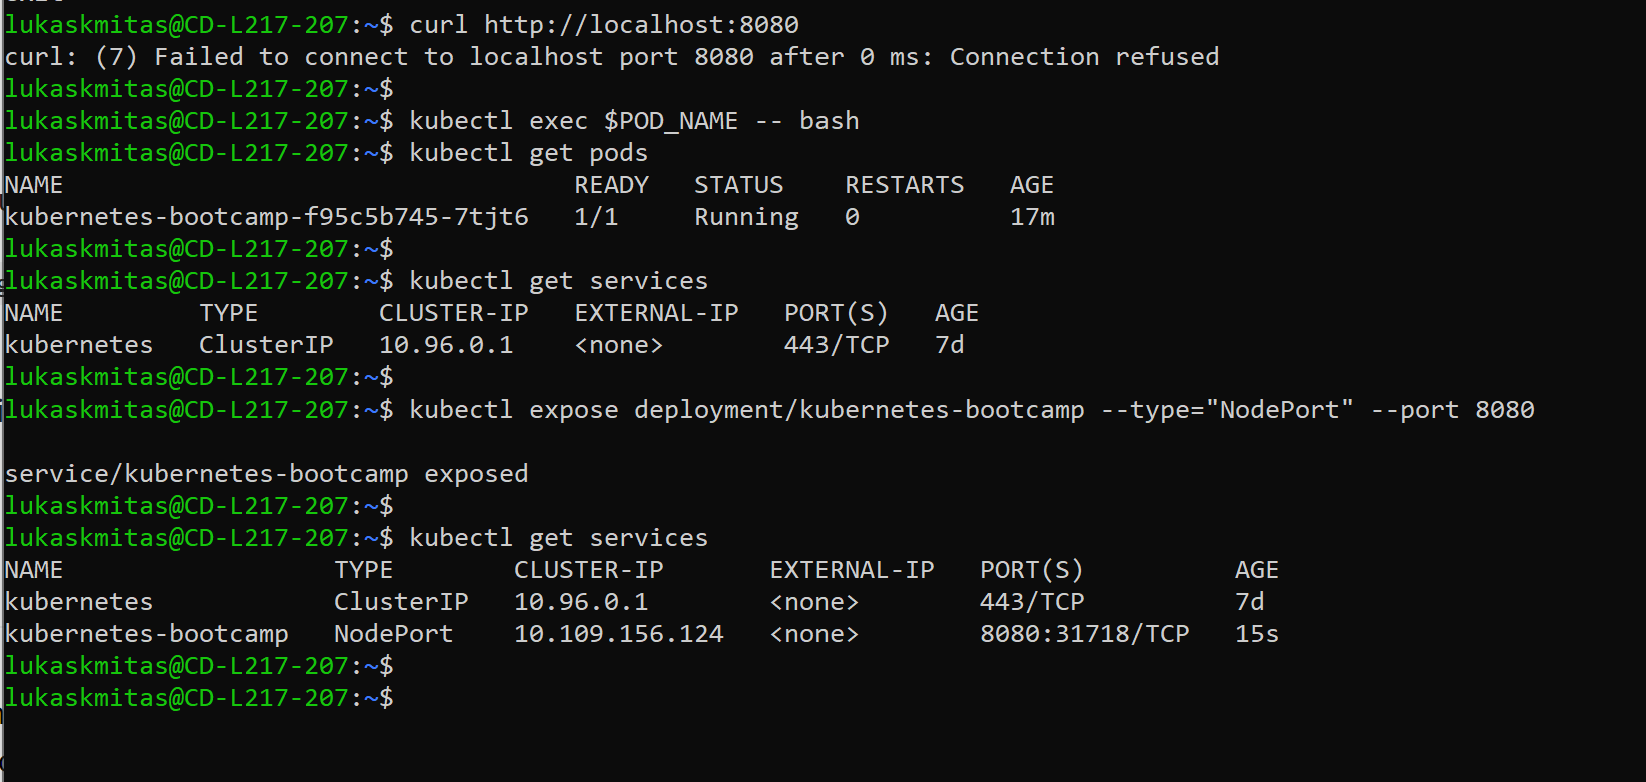 lukaskmitas@CD-L217-207:~$ curl http://localhost:8080
curl: (7) Failed to connect to localhost port 8080 after 0 ms: Connection refused
lukaskmitas@CD-L217-207:~$
lukaskmitas@CD-L217-207:~$ kubectl exec $POD_NAME -- bash
lukaskmitas@CD-L217-207:~$ kubectl get pods
NAME READY STATUS RESTARTS AGE
kubernetes-bootcamp-f95c5b745-7tjt6 1/1 Running 0 17m
lukaskmitas@CD-L217-207:~$
lukaskmitas@CD-L217-207:~$ kubectl get services
NAME TYPE CLUSTER-IP EXTERNAL-IP PORT(S) AGE
kubernetes ClusterIP 10.96.0.1 <none> 443/TCP 7d
lukaskmitas@CD-L217-207:~$
lukaskmitas@CD-L217-207:~$ kubectl expose deployment/kubernetes-bootcamp --type="NodePort" --port 8080
service/kubernetes-bootcamp exposed
lukaskmitas@CD-L217-207:~$
lukaskmitas@CD-L217-207:~$ kubectl get services
NAME TYPE CLUSTER-IP EXTERNAL-IP PORT(S) AGE
kubernetes ClusterIP 10.96.0.1 <none> 443/TCP 7d
kubernetes-bootcamp NodePort 10.109.156.124 <none> 8080:31718/TCP 15s
lukaskmitas@CD-L217-207:~$
lukaskmitas@CD-L217-207:~$